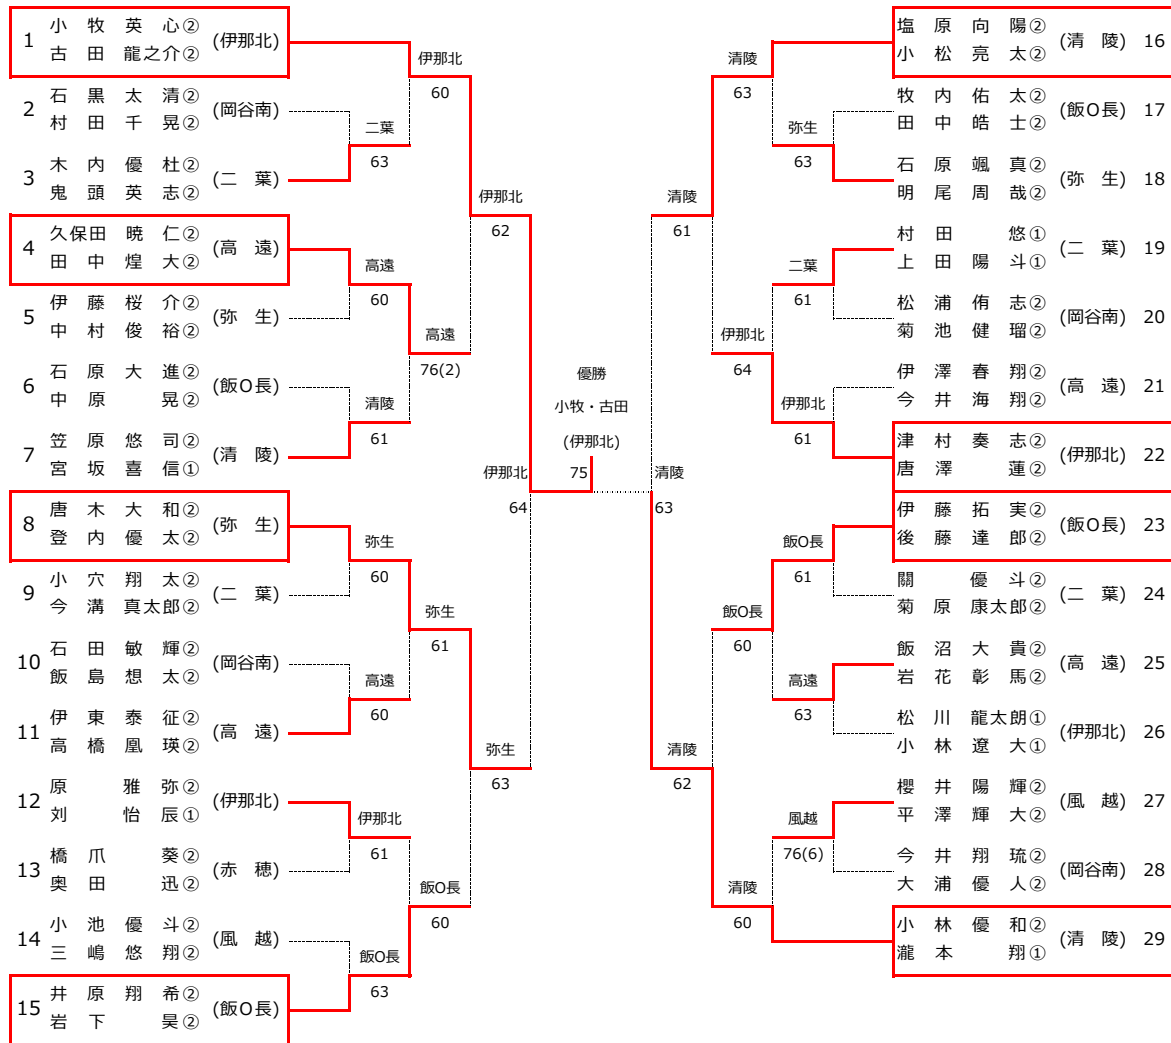 1 小牧英心② (伊那北)
古田龍之介②
2 石黒太清② (岡谷南)
村田千晃②
3 木内優杜② (二葉)
鬼頭英志②
4 久保田暁仁② (高遠)
田中煌大②
5 伊藤桜介② (弥生)
中村俊裕②
6 石原大進② (飯O長)
中原晃②
7 笠原悠司② (清陵)
宮坂喜信①
8 唐木大和② (弥生)
登内優太②
9 小穴翔太② (二葉)
今溝真太郎②
10 石田敏輝② (岡谷南)
飯島想太②
11 伊東泰征② (高遠)
高橋凰瑛②
12 原雅弥② (伊那北)
刘怡辰①
13 橋爪葵② (赤穂)
奥田迅②
14 小池優斗② (風越)
三嶋悠翔②
15 井原翔希② (飯O長)
岩下昊②
二葉
63
高遠
60
清陵
61
弥生
60
高遠
60
伊那北
61
飯O長
63
伊那北
60
高遠
76(2)
弥生
61
飯O長
60
伊那北
62
弥生
63
伊那北
64
優勝
小牧・古田
(伊那北)
75
清陵
63
清陵
61
清陵
62
清陵
63
伊那北
64
飯O長
60
清陵
60
弥生
63
二葉
61
伊那北
61
飯O長
61
高遠
63
風越
76(6)
塩原向陽② (清陵) 16
小松亮太②
牧内佑太② (飯O長) 17
田中皓士②
石原颯真② (弥生) 18
明尾周哉②
村田悠① (二葉) 19
上田陽斗①
松浦侑志② (岡谷南) 20
菊池健瑠②
伊澤春翔② (高遠) 21
今井海翔②
津村奏志② (伊那北) 22
唐澤蓮②
伊藤拓実② (飯O長) 23
後藤達郎②
關優斗② (二葉) 24
菊原康太郎②
飯沼大貴② (高遠) 25
岩花彰馬②
松川龍太朗① (伊那北) 26
小林遼大①
櫻井陽輝② (風越) 27
平澤輝大②
今井翔琉② (岡谷南) 28
大浦優人②
小林優和② (清陵) 29
瀧本翔①